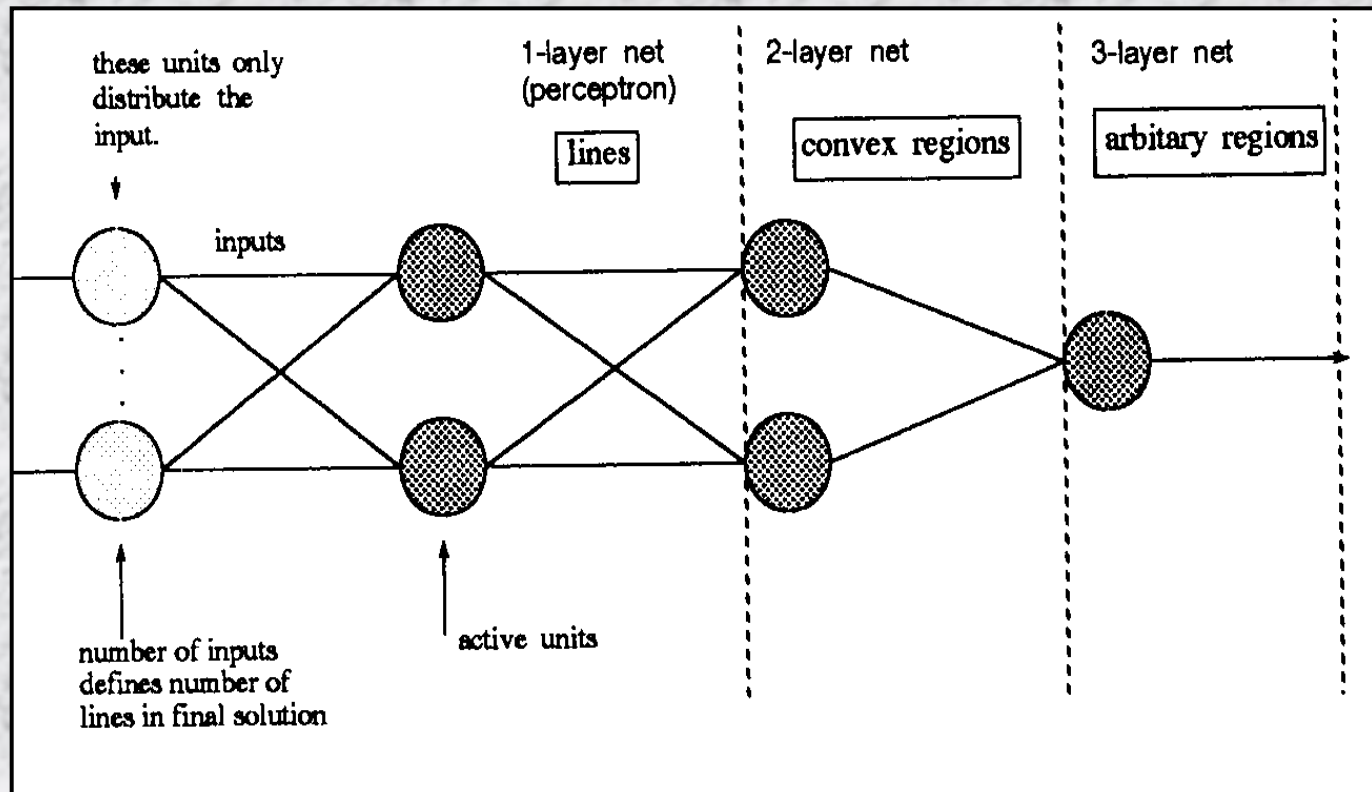 these units only
distribute the
input.
1-layer net
(perceptron)
lines
2-layer net
convex regions
3-layer net
arbitary regions
inputs
number of inputs
defines number of
lines in final solution
active units